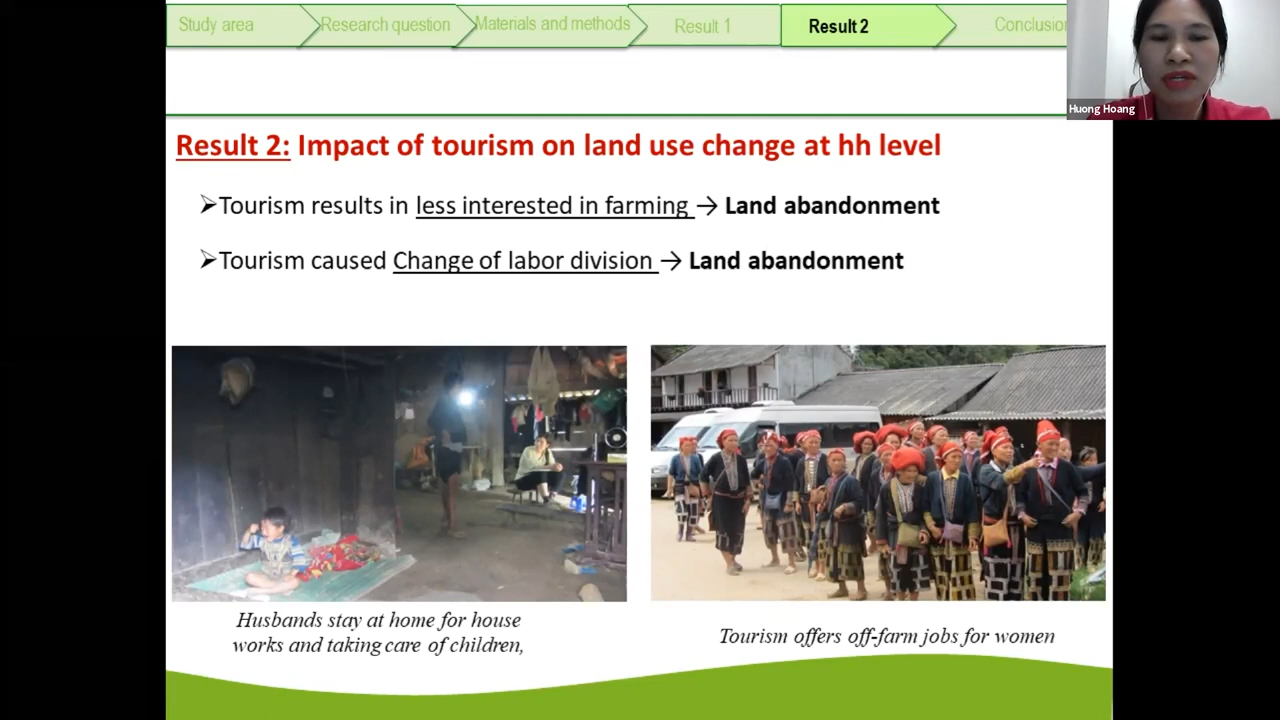 Study area
Research question
Materials and methods
Result 1
Result 2
Conclusion
Huong Hoang
Result 2: Impact of tourism on land use change at hh level
➢Tourism results in less interested in farming → Land abandonment
➢Tourism caused Change of labor division → Land abandonment
Husbands stay at home for house
works and taking care of children,
Tourism offers off-farm jobs for women